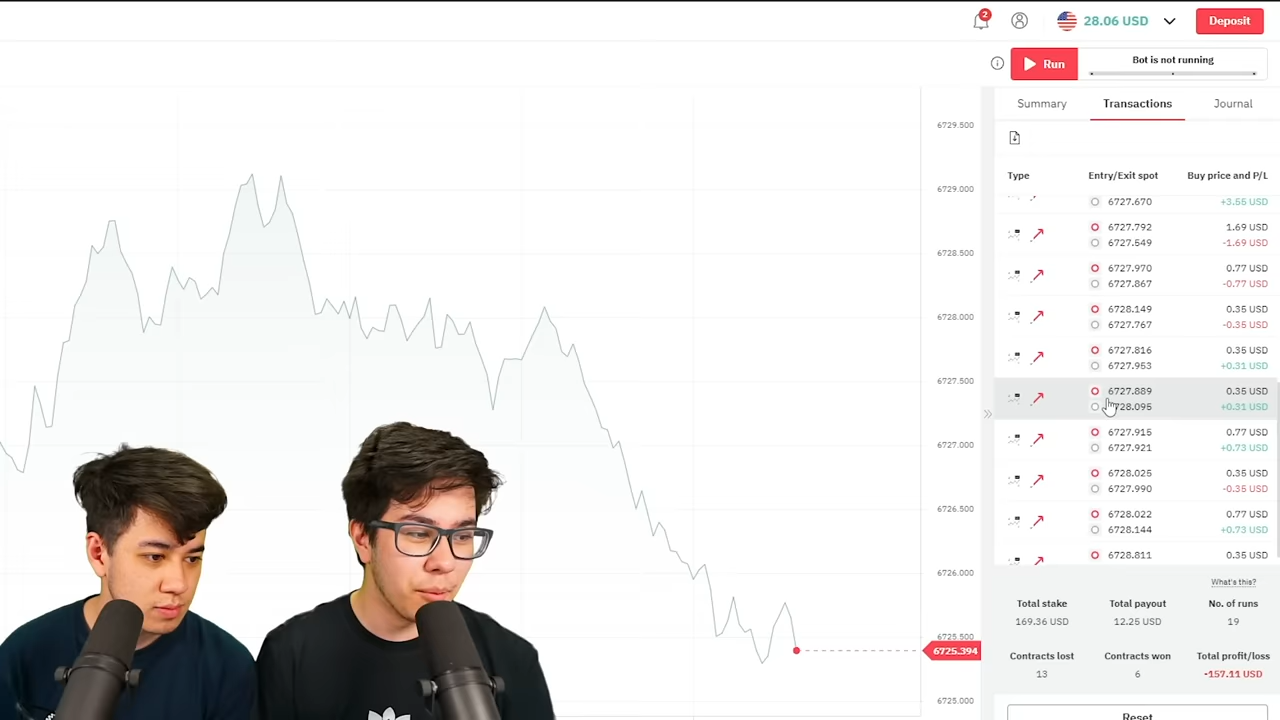 2
28.06 USD
Deposit
Run
Bot is not running
Summary
Transactions
Journal
Type
Entry/Exit spot
Buy price and P/L
6727.670
+3.55 USD
6727.792
1.69 USD
6727.549
-1.69 USD
6727.970
0.77 USD
6727.867
-0.77 USD
6728.149
0.35 USD
6727.767
-0.35 USD
6727.816
0.35 USD
6727.953
+0.31 USD
6727.889
0.35 USD
6728.095
+0.31 USD
6727.915
0.77 USD
6727.921
+0.73 USD
6728.025
0.35 USD
6727.990
-0.35 USD
6728.022
0.77 USD
6728.144
+0.73 USD
6728.811
0.35 USD
What's this?
Total stake
Total payout
No. of runs
169.36 USD
12.25 USD
19
Contracts lost
Contracts won
Total profit/loss
13
6
-157.11 USD
Reset
6729.500
6729.000
6728.500
6728.000
6727.500
6727.000
6726.500
6726.000
6725.500
6725.394
6725.000